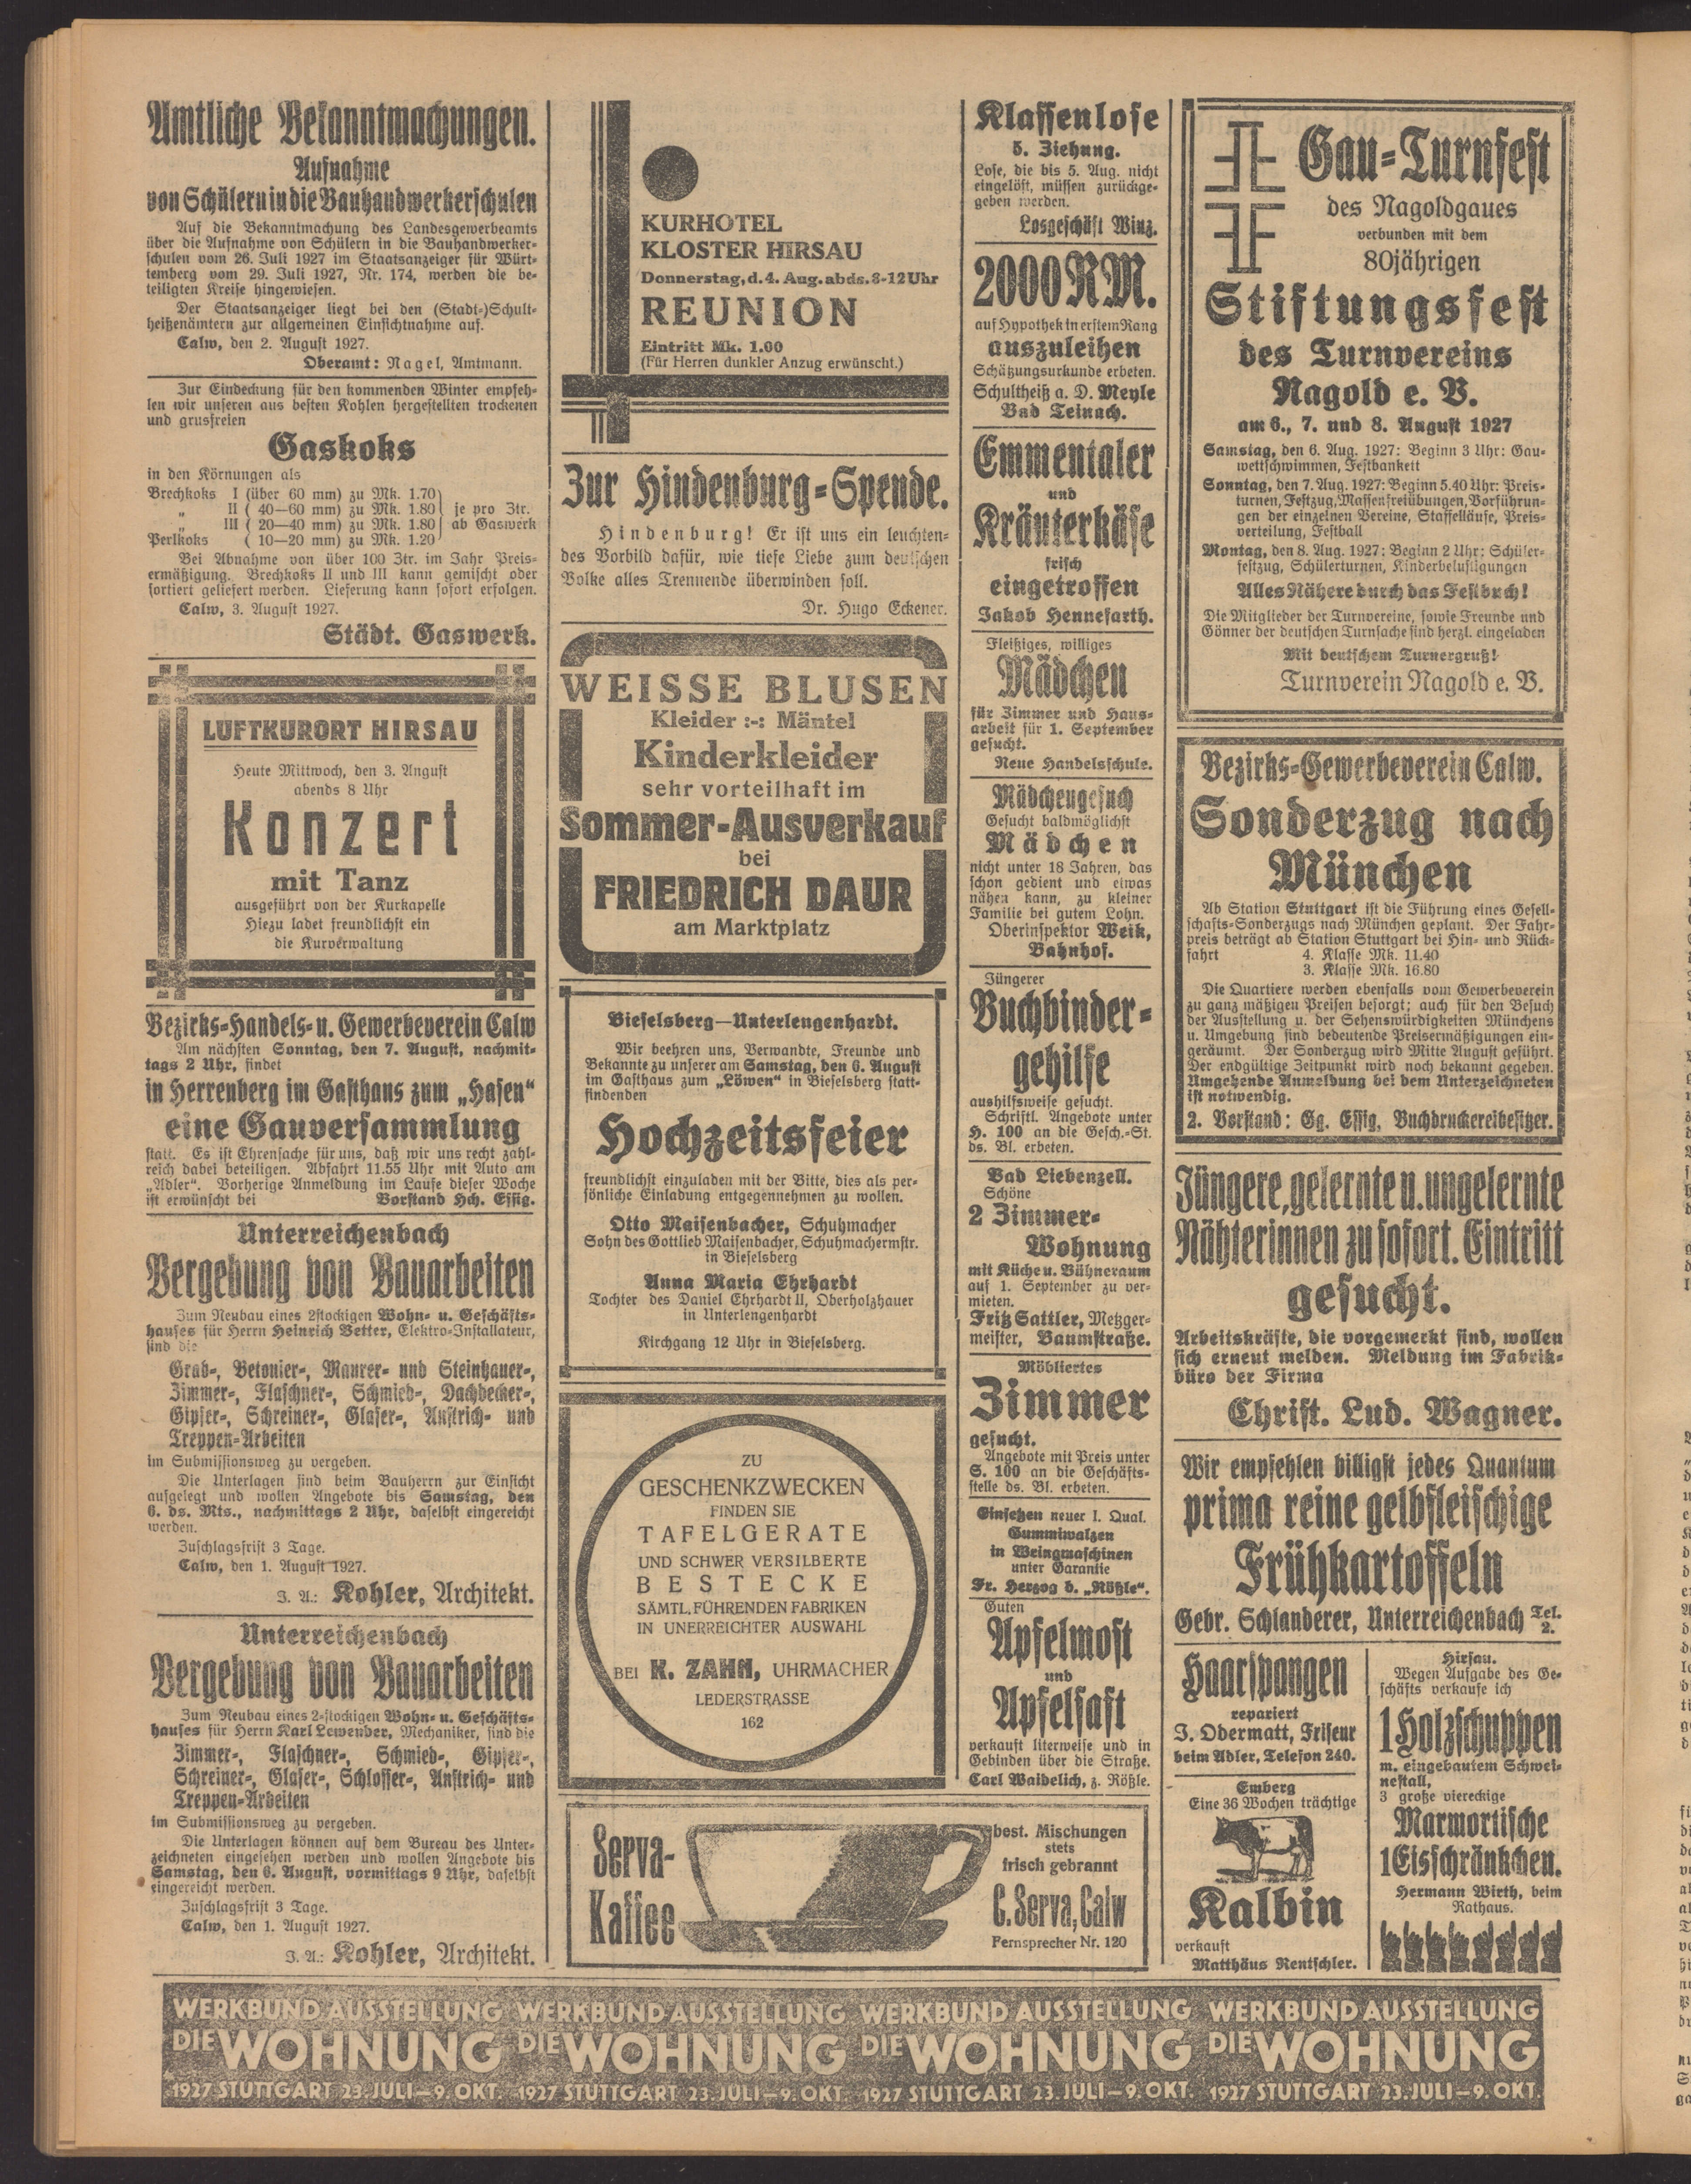 Amtliche Bekanntmachungen.
Aufnahme
von Schülern in die Bauhandwerkerschulen
Auf die Bekanntmachung des Landesgewerbeamts
über die Aufnahme von Schülern in die Bauhandwerker-
schulen vom 26. Juli 1927 im Staatsanzeiger für Würt-
temberg vom 29. Juli 1927, Nr. 174, werden die be-
teiligten Kreise hingewiesen.
Der Staatsanzeiger liegt bei den (Stadt-)Schult-
heißenämtern zur allgemeinen Einsichtnahme auf.
Calw, den 2. August 1927.
Oberamt: Nagel, Amtmann.
Zur Eindeckung für den kommenden Winter empfeh-
len wir unseren aus besten Kohlen hergestellten trockenen
und grusfreien
Gaskoks
in den Körnungen als
Brechkoks I (über 60 mm) zu Mk. 1.70
„ II ( 40—60 mm) zu Mk. 1.80 je pro Ztr.
„ III ( 20—40 mm) zu Mk. 1.80 ab Gaswerk
Perlkoks ( 10—20 mm) zu Mk. 1.20
Bei Abnahme von über 100 Ztr. im Jahr Preis-
ermäßigung. Brechkoks II und III kann gemischt oder
sortiert geliefert werden. Lieferung kann sofort erfolgen.
Calw, 3. August 1927.
Städt. Gaswerk.
LUFTKURORT HIRSAU
Heute Mittwoch, den 3. August
abends 8 Uhr
Konzert
mit Tanz
ausgeführt von der Kurkapelle
Hiezu ladet freundlichst ein
die Kurverwaltung
Bezirks-Handels- u. Gewerbeverein Calw
Am nächsten Sonntag, den 7. August, nachmit-
tags 2 Uhr, findet
in Herrenberg im Gasthaus zum „Hasen“
eine Gauversammlung
statt. Es ist Ehrensache für uns, daß wir uns recht zahl-
reich dabei beteiligen. Abfahrt 11.55 Uhr mit Auto am
„Adler“. Vorherige Anmeldung im Laufe dieser Woche
ist erwünscht bei Vorstand Hch. Essig.
Unterreichenbach
Vergebung von Bauarbeiten
Zum Neubau eines 2stockigen Wohn- u. Geschäfts-
hauses für Herrn Heinrich Vetter, Elektro-Installateur,
sind die
Grab-, Betonier-, Maurer- und Steinhauer-,
Zimmer-, Flaschner-, Schmied-, Dachdecker-,
Gipser-, Schreiner-, Glaser-, Anstrich- und
Treppen-Arbeiten
im Submissionsweg zu vergeben.
Die Unterlagen sind beim Bauherrn zur Einsicht
aufgelegt und wollen Angebote bis Samstag, den
6. ds. Mts., nachmittags 2 Uhr, daselbst eingereicht
werden.
Zuschlagsfrist 3 Tage.
Calw, den 1. August 1927.
J. A.: Kohler, Architekt.
Unterreichenbach
Vergebung von Bauarbeiten
Zum Neubau eines 2-stockigen Wohn- u. Geschäfts-
hauses für Herrn Karl Lewender, Mechaniker, sind die
Zimmer-, Flaschner-, Schmied-, Gipser-,
Schreiner-, Glaser-, Schlosser-, Anstrich- und
Treppen-Arbeiten
im Submissionsweg zu vergeben.
Die Unterlagen können auf dem Bureau des Unter-
zeichneten eingesehen werden und wollen Angebote bis
Samstag, den 6. August, vormittags 9 Uhr, daselbst
eingereicht werden.
Zuschlagsfrist 3 Tage.
Calw, den 1. August 1927.
J. A.: Kohler, Architekt.
KURHOTEL
KLOSTER HIRSAU
Donnerstag, d. 4. Aug. abds. 8-12 Uhr
REUNION
Eintritt Mk. 1.00
(Für Herren dunkler Anzug erwünscht.)
Zur Hindenburg-Spende.
Hindenburg! Er ist uns ein leuchten-
des Vorbild dafür, wie tiefe Liebe zum deutschen
Volke alles Trennende überwinden soll.
Dr. Hugo Eckener.
WEISSE BLUSEN
Kleider :-: Mäntel
Kinderkleider
sehr vorteilhaft im
Sommer-Ausverkauf
bei
FRIEDRICH DAUR
am Marktplatz
Bieselsberg—Unterlengenhardt.
Wir beehren uns, Verwandte, Freunde und
Bekannte zu unserer am Samstag, den 6. August
im Gasthaus zum „Löwen“ in Bieselsberg statt-
findenden
Hochzeitsfeier
freundlichst einzuladen mit der Bitte, dies als per-
sönliche Einladung entgegennehmen zu wollen.
Otto Maisenbacher, Schuhmacher
Sohn des Gottlieb Maisenbacher, Schuhmachermstr.
in Bieselsberg
Anna Maria Ehrhardt
Tochter des Daniel Ehrhardt II, Oberholzhauer
in Unterlengenhardt
Kirchgang 12 Uhr in Bieselsberg.
ZU
GESCHENKZWECKEN
FINDEN SIE
TAFELGERATE
UND SCHWER VERSILBERTE
BESTECKE
SÄMTL. FÜHRENDEN FABRIKEN
IN UNERREICHTER AUSWAHL
BEI K. ZAHN, UHRMACHER
LEDERSTRASSE
162
Serva-
Kaffee
best. Mischungen
stets
frisch gebrannt
C. Serva, Calw
Fernsprecher Nr. 120
Klassenlose
5. Ziehung.
Lose, die bis 5. Aug. nicht
eingelöst, müssen zurückge-
geben werden.
Losgeschäft Winz.
2000 RM.
auf Hypothek in erstem Rang
auszuleihen
Schätzungsurkunde erbeten.
Schultheiß a. D. Meyle
Bad Teinach.
Emmentaler
und
Kräuterkäse
frisch
eingetroffen
Jakob Hennefarth.
Fleißiges, williges
Mädchen
für Zimmer und Haus-
arbeit für 1. September
gesucht.
Neue Handelsschule.
Mädchengesuch
Gesucht baldmöglichst
Mädchen
nicht unter 18 Jahren, das
schon gedient und etwas
nähen kann, zu kleiner
Familie bei gutem Lohn.
Oberinspektor Weik,
Bahnhof.
Jüngerer
Buchbinder-
gehilfe
aushilfsweise gesucht.
Schriftl. Angebote unter
H. 100 an die Gesch.-St.
ds. Bl. erbeten.
Bad Liebenzell.
Schöne
2 Zimmer-
Wohnung
mit Küche u. Bühneraum
auf 1. September zu ver-
mieten.
Fritz Sattler, Metzger-
meister, Baumstraße.
Möbliertes
Zimmer
gesucht.
Angebote mit Preis unter
S. 100 an die Geschäfts-
stelle ds. Bl. erbeten.
Einsetzen neuer I. Qual.
Gummiwalzen
in Wringmaschinen
unter Garantie
Fr. Herzog b. „Rößle“.
Guten
Apfelmost
und
Apfelsaft
verkauft literweise und in
Gebinden über die Straße.
Carl Waidelich, z. Rößle.
Gau-Turnfest
des Nagoldgaues
verbunden mit dem
80jährigen
Stiftungsfest
des Turnvereins
Nagold e. V.
am 6., 7. und 8. August 1927
Samstag, den 6. Aug. 1927: Beginn 3 Uhr: Gau-
wettschwimmen, Festbankett
Sonntag, den 7. Aug. 1927: Beginn 5.40 Uhr: Preis-
turnen, Festzug, Massenfreiübungen, Vorführun-
gen der einzelnen Vereine, Staffelläufe, Preis-
verteilung, Festball
Montag, den 8. Aug. 1927: Beginn 2 Uhr: Schüler-
festzug, Schülerturnen, Kinderbelustigungen
Alles Nähere durch das Festbuch!
Die Mitglieder der Turnvereine, sowie Freunde und
Gönner der deutschen Turnsache sind herzl. eingeladen
Mit deutschem Turnergruß!
Turnverein Nagold e. V.
Bezirks-Gewerbeverein Calw.
Sonderzug nach
München
Ab Station Stuttgart ist die Führung eines Gesell-
schafts-Sonderzugs nach München geplant. Der Fahr-
preis beträgt ab Station Stuttgart bei Hin- und Rück-
fahrt 4. Klasse Mk. 11.40
3. Klasse Mk. 16.80
Die Quartiere werden ebenfalls vom Gewerbeverein
zu ganz mäßigen Preisen besorgt; auch für den Besuch
der Ausstellung u. der Sehenswürdigkeiten Münchens
u. Umgebung sind bedeutende Preisermäßigungen ein-
geräumt. Der Sonderzug wird Mitte August geführt.
Der endgültige Zeitpunkt wird noch bekannt gegeben.
Umgehende Anmeldung bei dem Unterzeichneten
ist notwendig.
2. Vorstand: Gg. Essig, Buchdruckereibesitzer.
Jüngere, gelernte u. ungelernte
Nähterinnen zu sofort. Eintritt
gesucht.
Arbeitskräfte, die vorgemerkt sind, wollen
sich erneut melden. Meldung im Fabrik-
büro der Firma
Christ. Lud. Wagner.
Wir empfehlen billigst jedes Quantum
prima reine gelbfleischige
Frühkartoffeln
Gebr. Schlanderer, Unterreichenbach Tel. 2.
Haarspangen
repariert
J. Obermatt, Friseur
beim Adler, Telefon 240.
Emberg
Eine 36 Wochen trächtige
Kalbin
verkauft
Matthäus Rentschler.
Hirsau.
Wegen Aufgabe des Ge-
schäfts verkaufe ich
1 Holzschuppen
m. eingebautem Schwei-
nestall,
3 große viereckige
Marmortische
1 Eisschränkchen.
Hermann Wirth, beim
Rathaus.
WERKBUND AUSSTELLUNG WERKBUND AUSSTELLUNG WERKBUND AUSSTELLUNG WERKBUND AUSSTELLUNG
DIE WOHNUNG DIE WOHNUNG DIE WOHNUNG DIE WOHNUNG
1927 STUTTGART 23. JULI — 9. OKT. 1927 STUTTGART 23. JULI — 9. OKT. 1927 STUTTGART 23. JULI — 9. OKT. 1927 STUTTGART 23. JULI — 9. OKT.